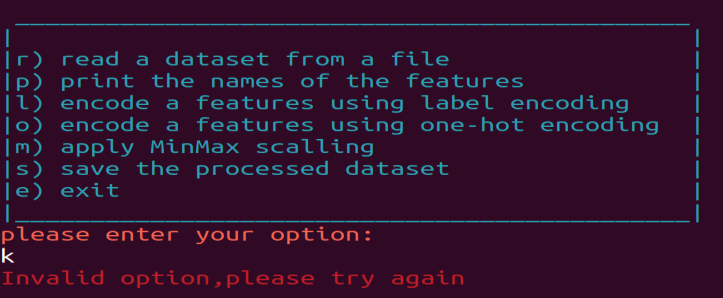 r) read a dataset from a file
p) print the names of the features
l) encode a features using label encoding
o) encode a features using one-hot encoding
m) apply MinMax scalling
s) save the processed dataset
e) exit
please enter your option:
k
Invalid option,please try again